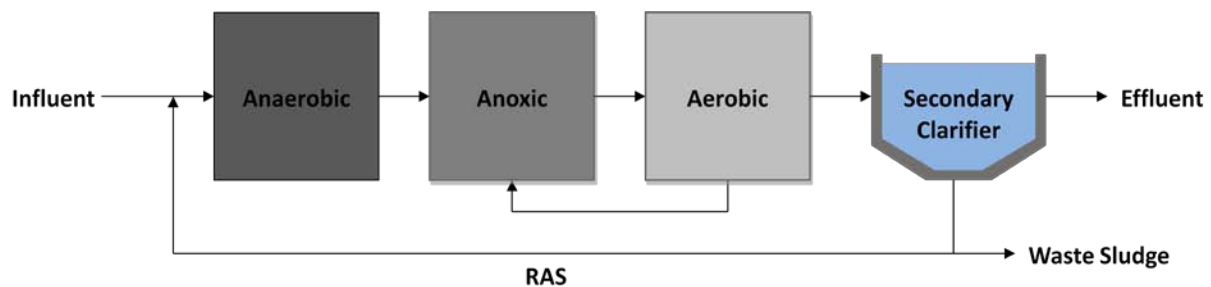 Influent
Anaerobic
Anoxic
Aerobic
Secondary
Clarifier
Effluent
RAS
Waste Sludge